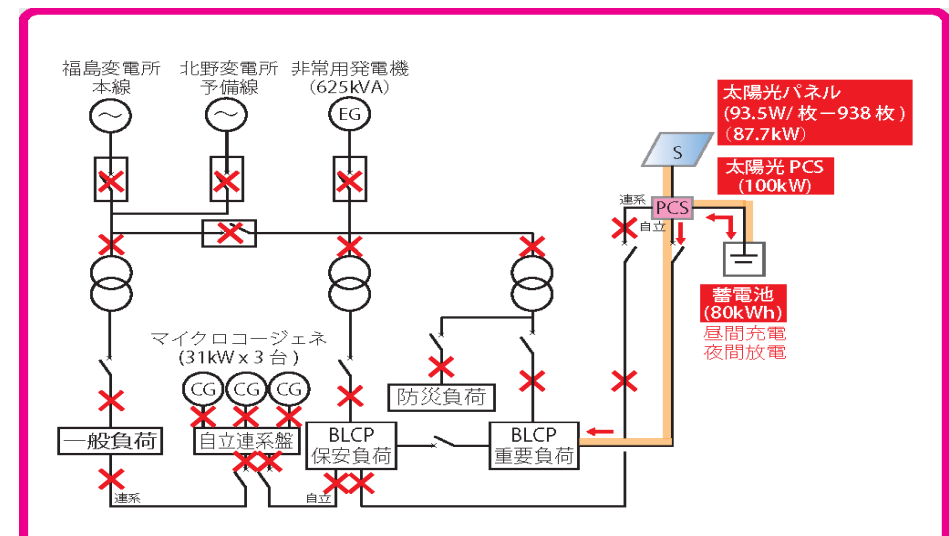 福島変電所
本線
北野変電所
予備線
非常用発電機
(625kVA)
EG
太陽光パネル
(93.5W/枚ー938枚)
(87.7kW)
S
太陽光PCS
(100kW)
連系
PCS
自立
蓄電池
(80kWh)
昼間充電
夜間放電
マイクロコージェネ
(31kW x 3台)
CG
CG
CG
防災負荷
一般負荷
自立連系盤
BLCP
保安負荷
BLCP
重要負荷
連系
自立